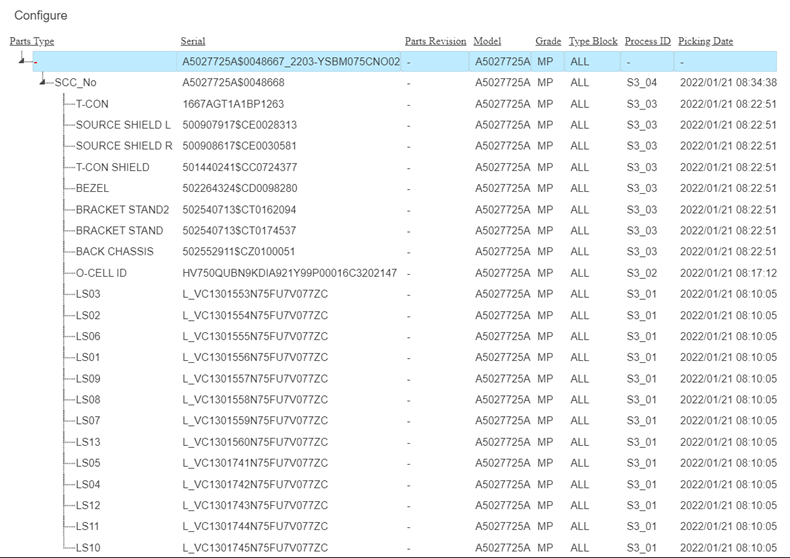 Configure
Parts Type Serial Parts Revision Model Grade Type Block Process ID Picking Date
- A5027725A$0048667_2203-YSBM075CNO02 - A5027725A MP ALL - -
SCC_No A5027725A$0048668 - A5027725A MP ALL S3_04 2022/01/21 08:34:38
T-CON 1667AGT1A1BP1263 - A5027725A MP ALL S3_03 2022/01/21 08:22:51
SOURCE SHIELD L 500907917$CE0028313 - A5027725A MP ALL S3_03 2022/01/21 08:22:51
SOURCE SHIELD R 500908617$CE0030581 - A5027725A MP ALL S3_03 2022/01/21 08:22:51
T-CON SHIELD 501440241$CC0724377 - A5027725A MP ALL S3_03 2022/01/21 08:22:51
BEZEL 502264324$CD0098280 - A5027725A MP ALL S3_03 2022/01/21 08:22:51
BRACKET STAND2 502540713$CT0162094 - A5027725A MP ALL S3_03 2022/01/21 08:22:51
BRACKET STAND 502540713$CT0174537 - A5027725A MP ALL S3_03 2022/01/21 08:22:51
BACK CHASSIS 502552911$CZ0100051 - A5027725A MP ALL S3_03 2022/01/21 08:22:51
O-CELL ID HV750QUBN9KDIA921Y99P00016C3202147 - A5027725A MP ALL S3_02 2022/01/21 08:17:12
LS03 L_VC1301553N75FU7V077ZC - A5027725A MP ALL S3_01 2022/01/21 08:10:05
LS02 L_VC1301554N75FU7V077ZC - A5027725A MP ALL S3_01 2022/01/21 08:10:05
LS06 L_VC1301555N75FU7V077ZC - A5027725A MP ALL S3_01 2022/01/21 08:10:05
LS01 L_VC1301556N75FU7V077ZC - A5027725A MP ALL S3_01 2022/01/21 08:10:05
LS09 L_VC1301557N75FU7V077ZC - A5027725A MP ALL S3_01 2022/01/21 08:10:05
LS08 L_VC1301558N75FU7V077ZC - A5027725A MP ALL S3_01 2022/01/21 08:10:05
LS07 L_VC1301559N75FU7V077ZC - A5027725A MP ALL S3_01 2022/01/21 08:10:05
LS13 L_VC1301560N75FU7V077ZC - A5027725A MP ALL S3_01 2022/01/21 08:10:05
LS05 L_VC1301741N75FU7V077ZC - A5027725A MP ALL S3_01 2022/01/21 08:10:05
LS04 L_VC1301742N75FU7V077ZC - A5027725A MP ALL S3_01 2022/01/21 08:10:05
LS12 L_VC1301743N75FU7V077ZC - A5027725A MP ALL S3_01 2022/01/21 08:10:05
LS11 L_VC1301744N75FU7V077ZC - A5027725A MP ALL S3_01 2022/01/21 08:10:05
LS10 L_VC1301745N75FU7V077ZC - A5027725A MP ALL S3_01 2022/01/21 08:10:05